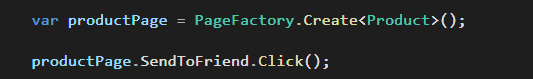 var productPage = PageFactory.Create<Product>();
productPage.SendToFriend.Click();